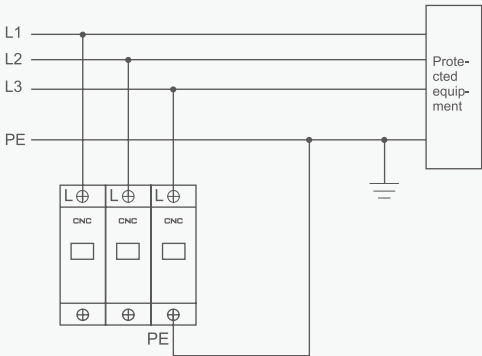 L1
L2
L3
PE
Prote-
cted
equip-
ment
L L L
CNC CNC CNC
PE